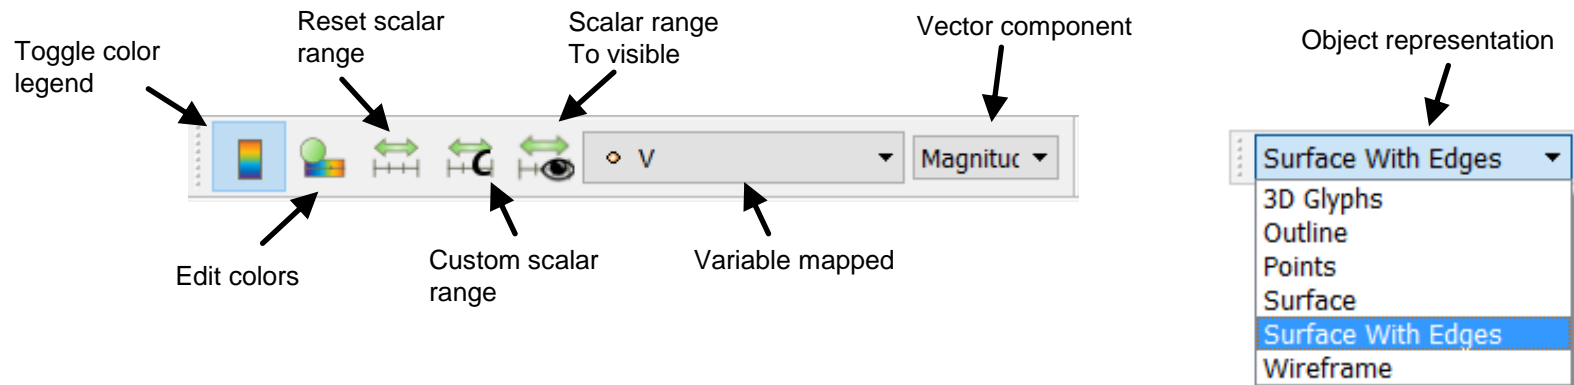 Toggle color
legend
Reset scalar
range
Scalar range
To visible
Vector component
Object representation
V
Magnituc
Edit colors
Custom scalar
range
Variable mapped
Surface With Edges
3D Glyphs
Outline
Points
Surface
Surface With Edges
Wireframe